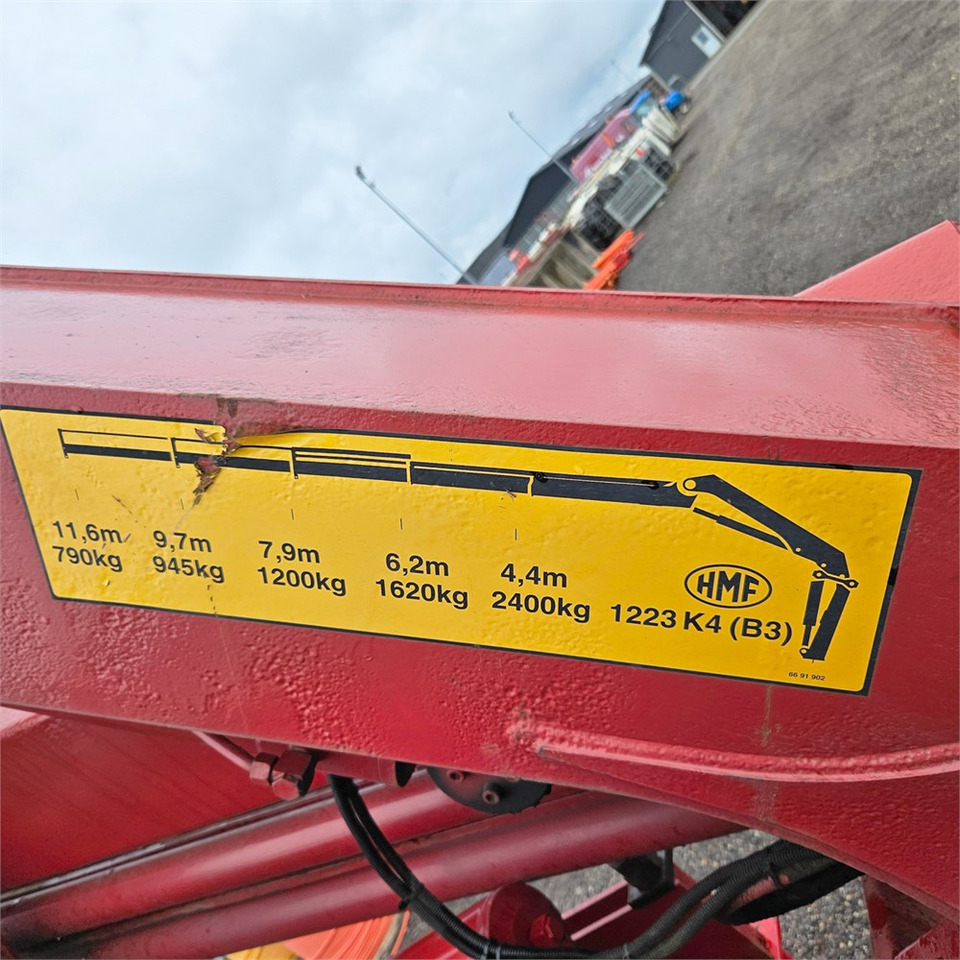 11,6m 9,7m 7,9m 6,2m 4,4m
790kg 945kg 1200kg 1620kg 2400kg
HMF
1223 K4 (B3)
66 91 902